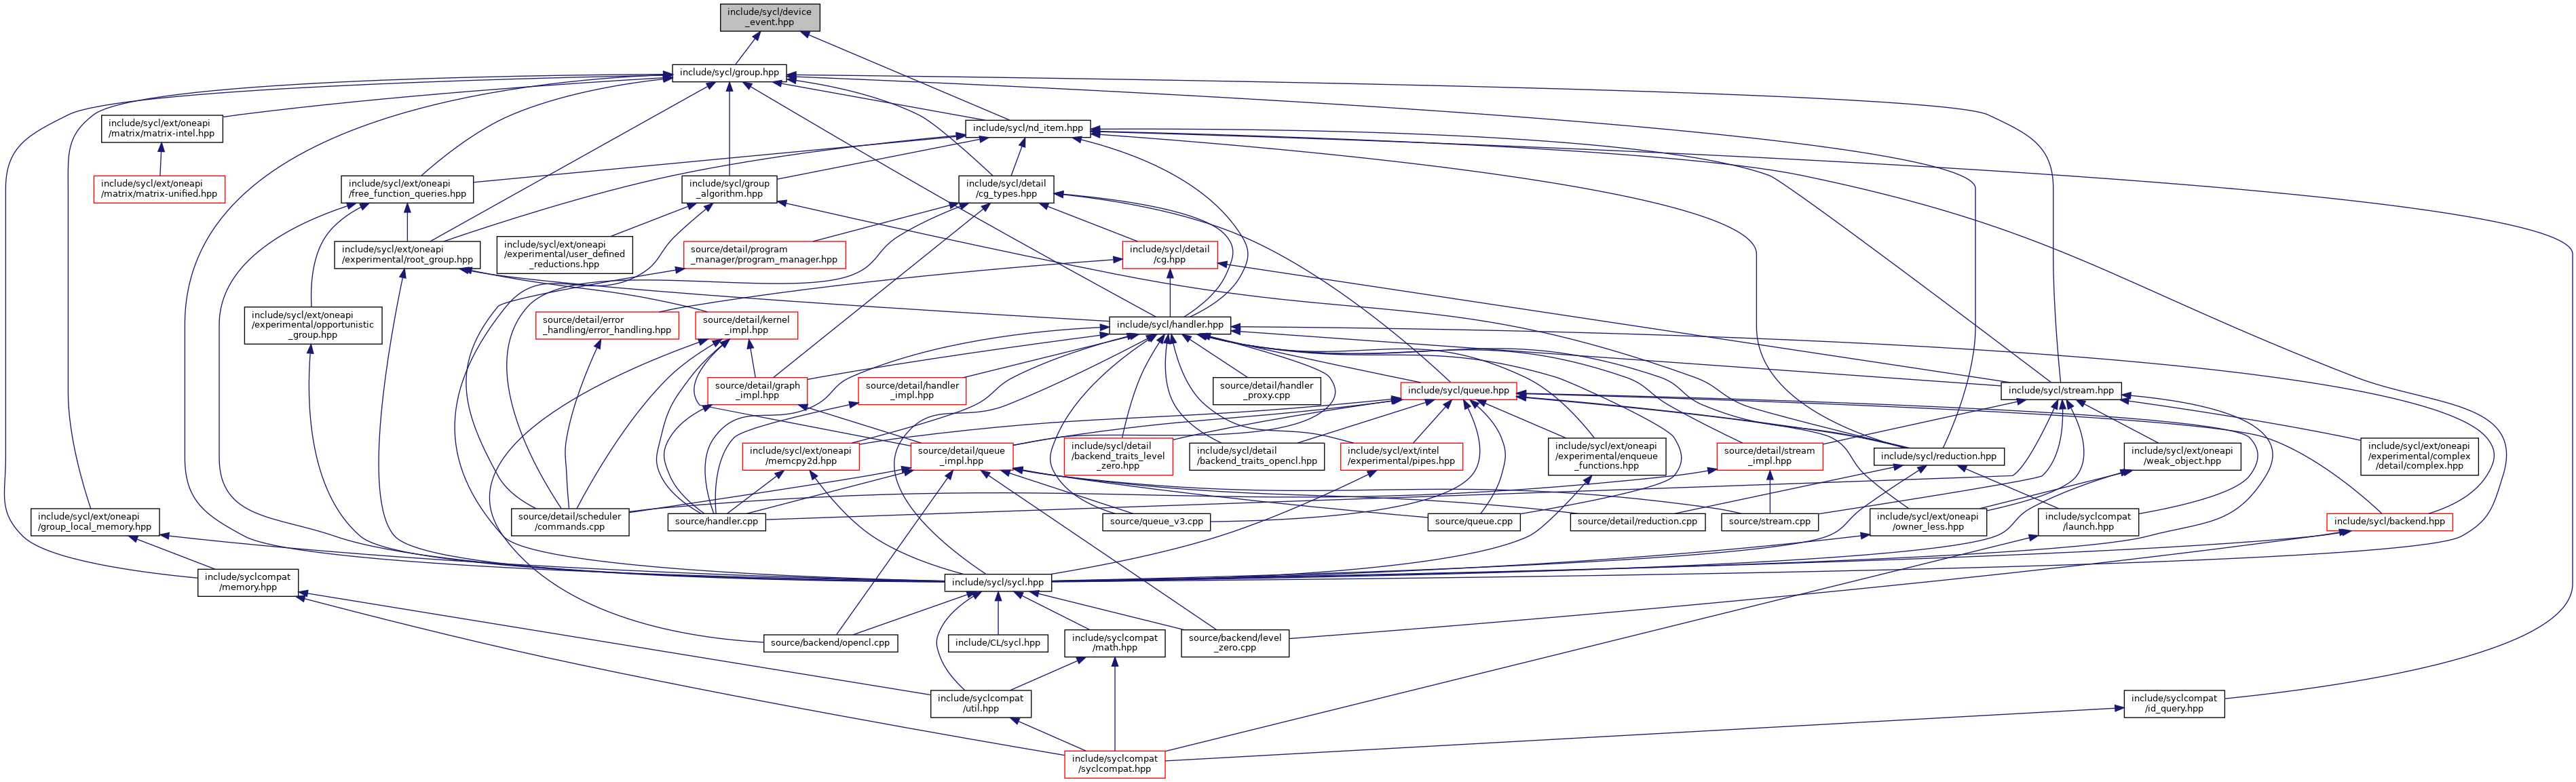 include/sycl/device
_event.hpp
include/sycl/group.hpp
include/sycl/ext/oneapi
/matrix/matrix-intel.hpp
include/sycl/nd_item.hpp
include/sycl/ext/oneapi
/matrix/matrix-unified.hpp
include/sycl/ext/oneapi
/free_function_queries.hpp
include/sycl/group
_algorithm.hpp
include/sycl/detail
/cg_types.hpp
include/sycl/ext/oneapi
/experimental/root_group.hpp
include/sycl/ext/oneapi
/experimental/user_defined
_reductions.hpp
source/detail/program
_manager/program_manager.hpp
include/sycl/detail
/cg.hpp
include/sycl/ext/oneapi
/experimental/opportunistic
_group.hpp
source/detail/error
_handling/error_handling.hpp
source/detail/kernel
_impl.hpp
include/sycl/handler.hpp
source/detail/graph
_impl.hpp
source/detail/handler
_impl.hpp
source/detail/handler
_proxy.cpp
include/sycl/queue.hpp
include/sycl/stream.hpp
include/sycl/ext/oneapi
/memcpy2d.hpp
source/detail/queue
_impl.hpp
include/sycl/detail
/backend_traits_level
_zero.hpp
include/sycl/detail
/backend_traits_opencl.hpp
include/sycl/ext/intel
/experimental/pipes.hpp
include/sycl/ext/oneapi
/experimental/enqueue
_functions.hpp
source/detail/stream
_impl.hpp
include/sycl/reduction.hpp
include/sycl/ext/oneapi
/weak_object.hpp
include/sycl/ext/oneapi
/experimental/complex
/detail/complex.hpp
include/sycl/ext/oneapi
/group_local_memory.hpp
source/detail/scheduler
/commands.cpp
source/handler.cpp
source/queue_v3.cpp
source/queue.cpp
source/detail/reduction.cpp
source/stream.cpp
include/sycl/ext/oneapi
/owner_less.hpp
include/syclcompat
/launch.hpp
include/sycl/backend.hpp
include/syclcompat
/memory.hpp
include/sycl/sycl.hpp
source/backend/opencl.cpp
include/CL/sycl.hpp
include/syclcompat
/math.hpp
source/backend/level
_zero.cpp
include/syclcompat
/util.hpp
include/syclcompat
/id_query.hpp
include/syclcompat
/syclcompat.hpp